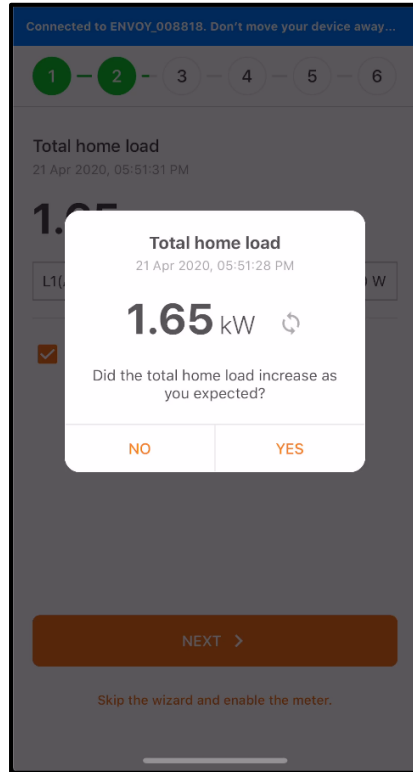 Connected to ENVOY_008818. Don't move your device away...
1 2 3 4 5 6
Total home load
21 Apr 2020, 05:51:31 PM
1.
L1(
W
Total home load
21 Apr 2020, 05:51:28 PM
1.65 kW
Did the total home load increase as
you expected?
NO YES
NEXT
Skip the wizard and enable the meter.